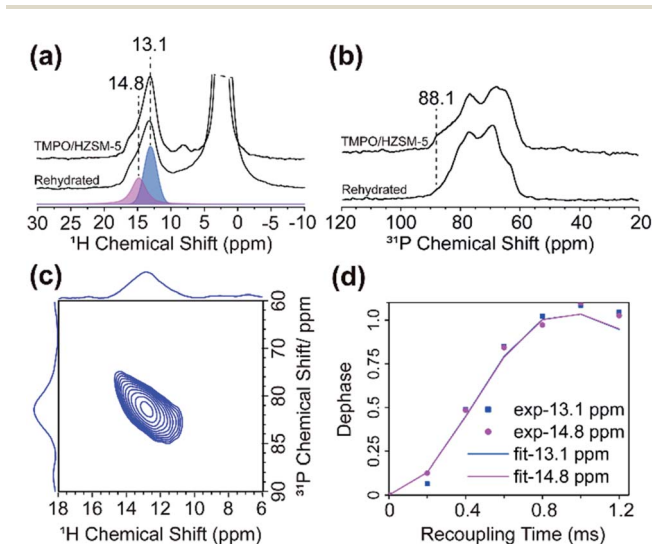 (a)
13.1
14.8
TMPO/HZSM-5
Rehydrated
30 25 20 15 10 5 0 -5 -10
¹H Chemical Shift (ppm)
(b)
88.1
TMPO/HZSM-5
Rehydrated
120 100 80 60 40 20
³¹P Chemical Shift (ppm)
(c)
60
70
80
85
90
³¹P Chemical Shift/ ppm
18 16 14 12 10 8 6
¹H Chemical Shift (ppm)
(d)
Dephase
1.0
0.75
0.5
0.25
0
exp-13.1 ppm
exp-14.8 ppm
fit-13.1 ppm
fit-14.8 ppm
0 0.4 0.8 1.2
Recoupling Time (ms)